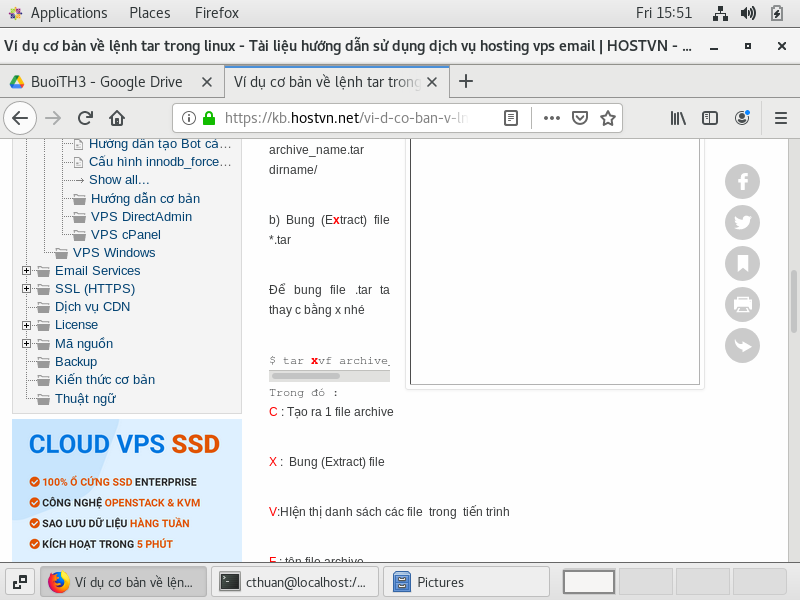 Applications Places Firefox Fri 15:51
Ví dụ cơ bản về lệnh tar trong linux - Tài liệu hướng dẫn sử dụng dịch vụ hosting vps email | HOSTVN - ...
BuoiTH3 - Google Drive Ví dụ cơ bản về lệnh tar trong
https://kb.hostvn.net/vi-d-co-ban-v-ln
Hướng dẫn tạo Bot cả...
Cấu hình innodb_force...
Show all...
Hướng dẫn cơ bản
VPS DirectAdmin
VPS cPanel
VPS Windows
Email Services
SSL (HTTPS)
Dịch vụ CDN
License
Mã nguồn
Backup
Kiến thức cơ bản
Thuật ngữ
CLOUD VPS SSD
100% Ổ CỨNG SSD ENTERPRISE
CÔNG NGHỆ OPENSTACK & KVM
SAO LƯU DỮ LIỆU HÀNG TUẦN
KÍCH HOẠT TRONG 5 PHÚT
archive_name.tar
dirname/
b) Bung (Extract) file
*.tar
Để bung file .tar ta
thay c bằng x nhé
$ tar xvf archive_
Trong đó :
C : Tạo ra 1 file archive
X : Bung (Extract) file
V:HIện thị danh sách các file trong tiến trình
F : tên file archive
Ví dụ cơ bản về lện... cthuan@localhost:/... Pictures